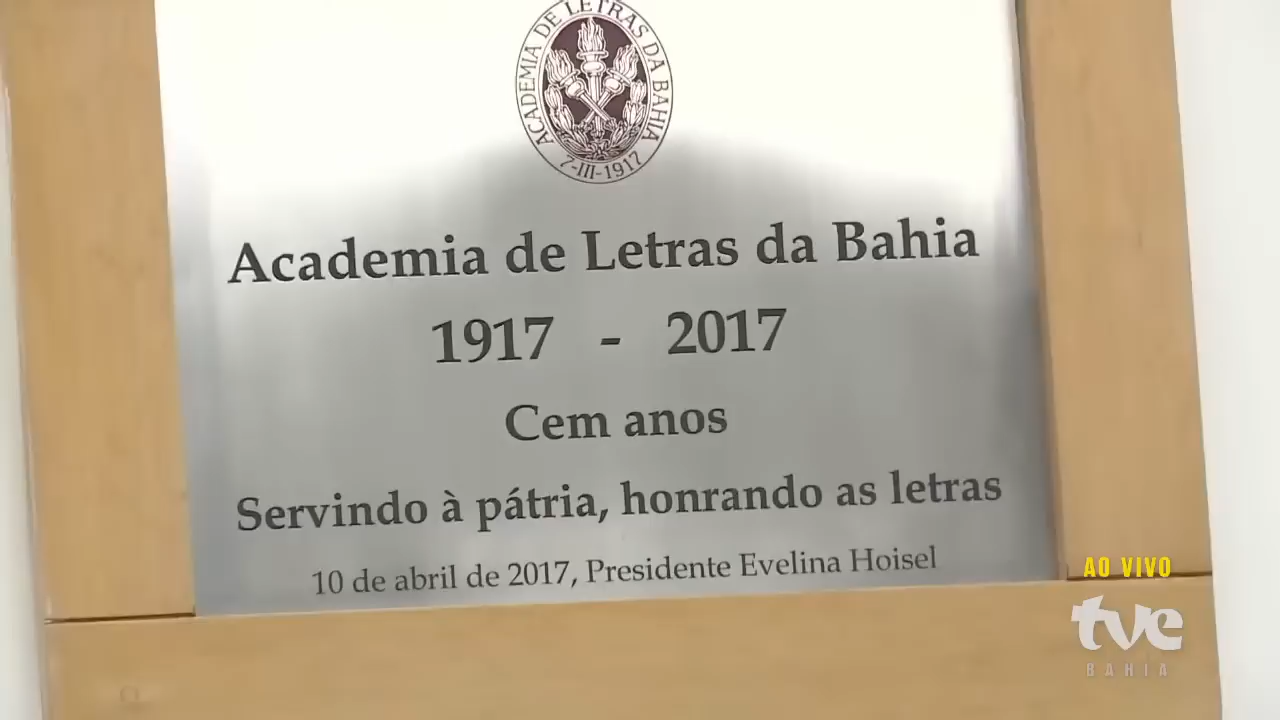 ACADEMIA DE LETRAS DA BAHIA
7-III-1917
Academia de Letras da Bahia
1917 - 2017
Cem anos
Servindo à pátria, honrando as letras
10 de abril de 2017, Presidente Evelina Hoisel
AO VIVO
tve
BAHIA